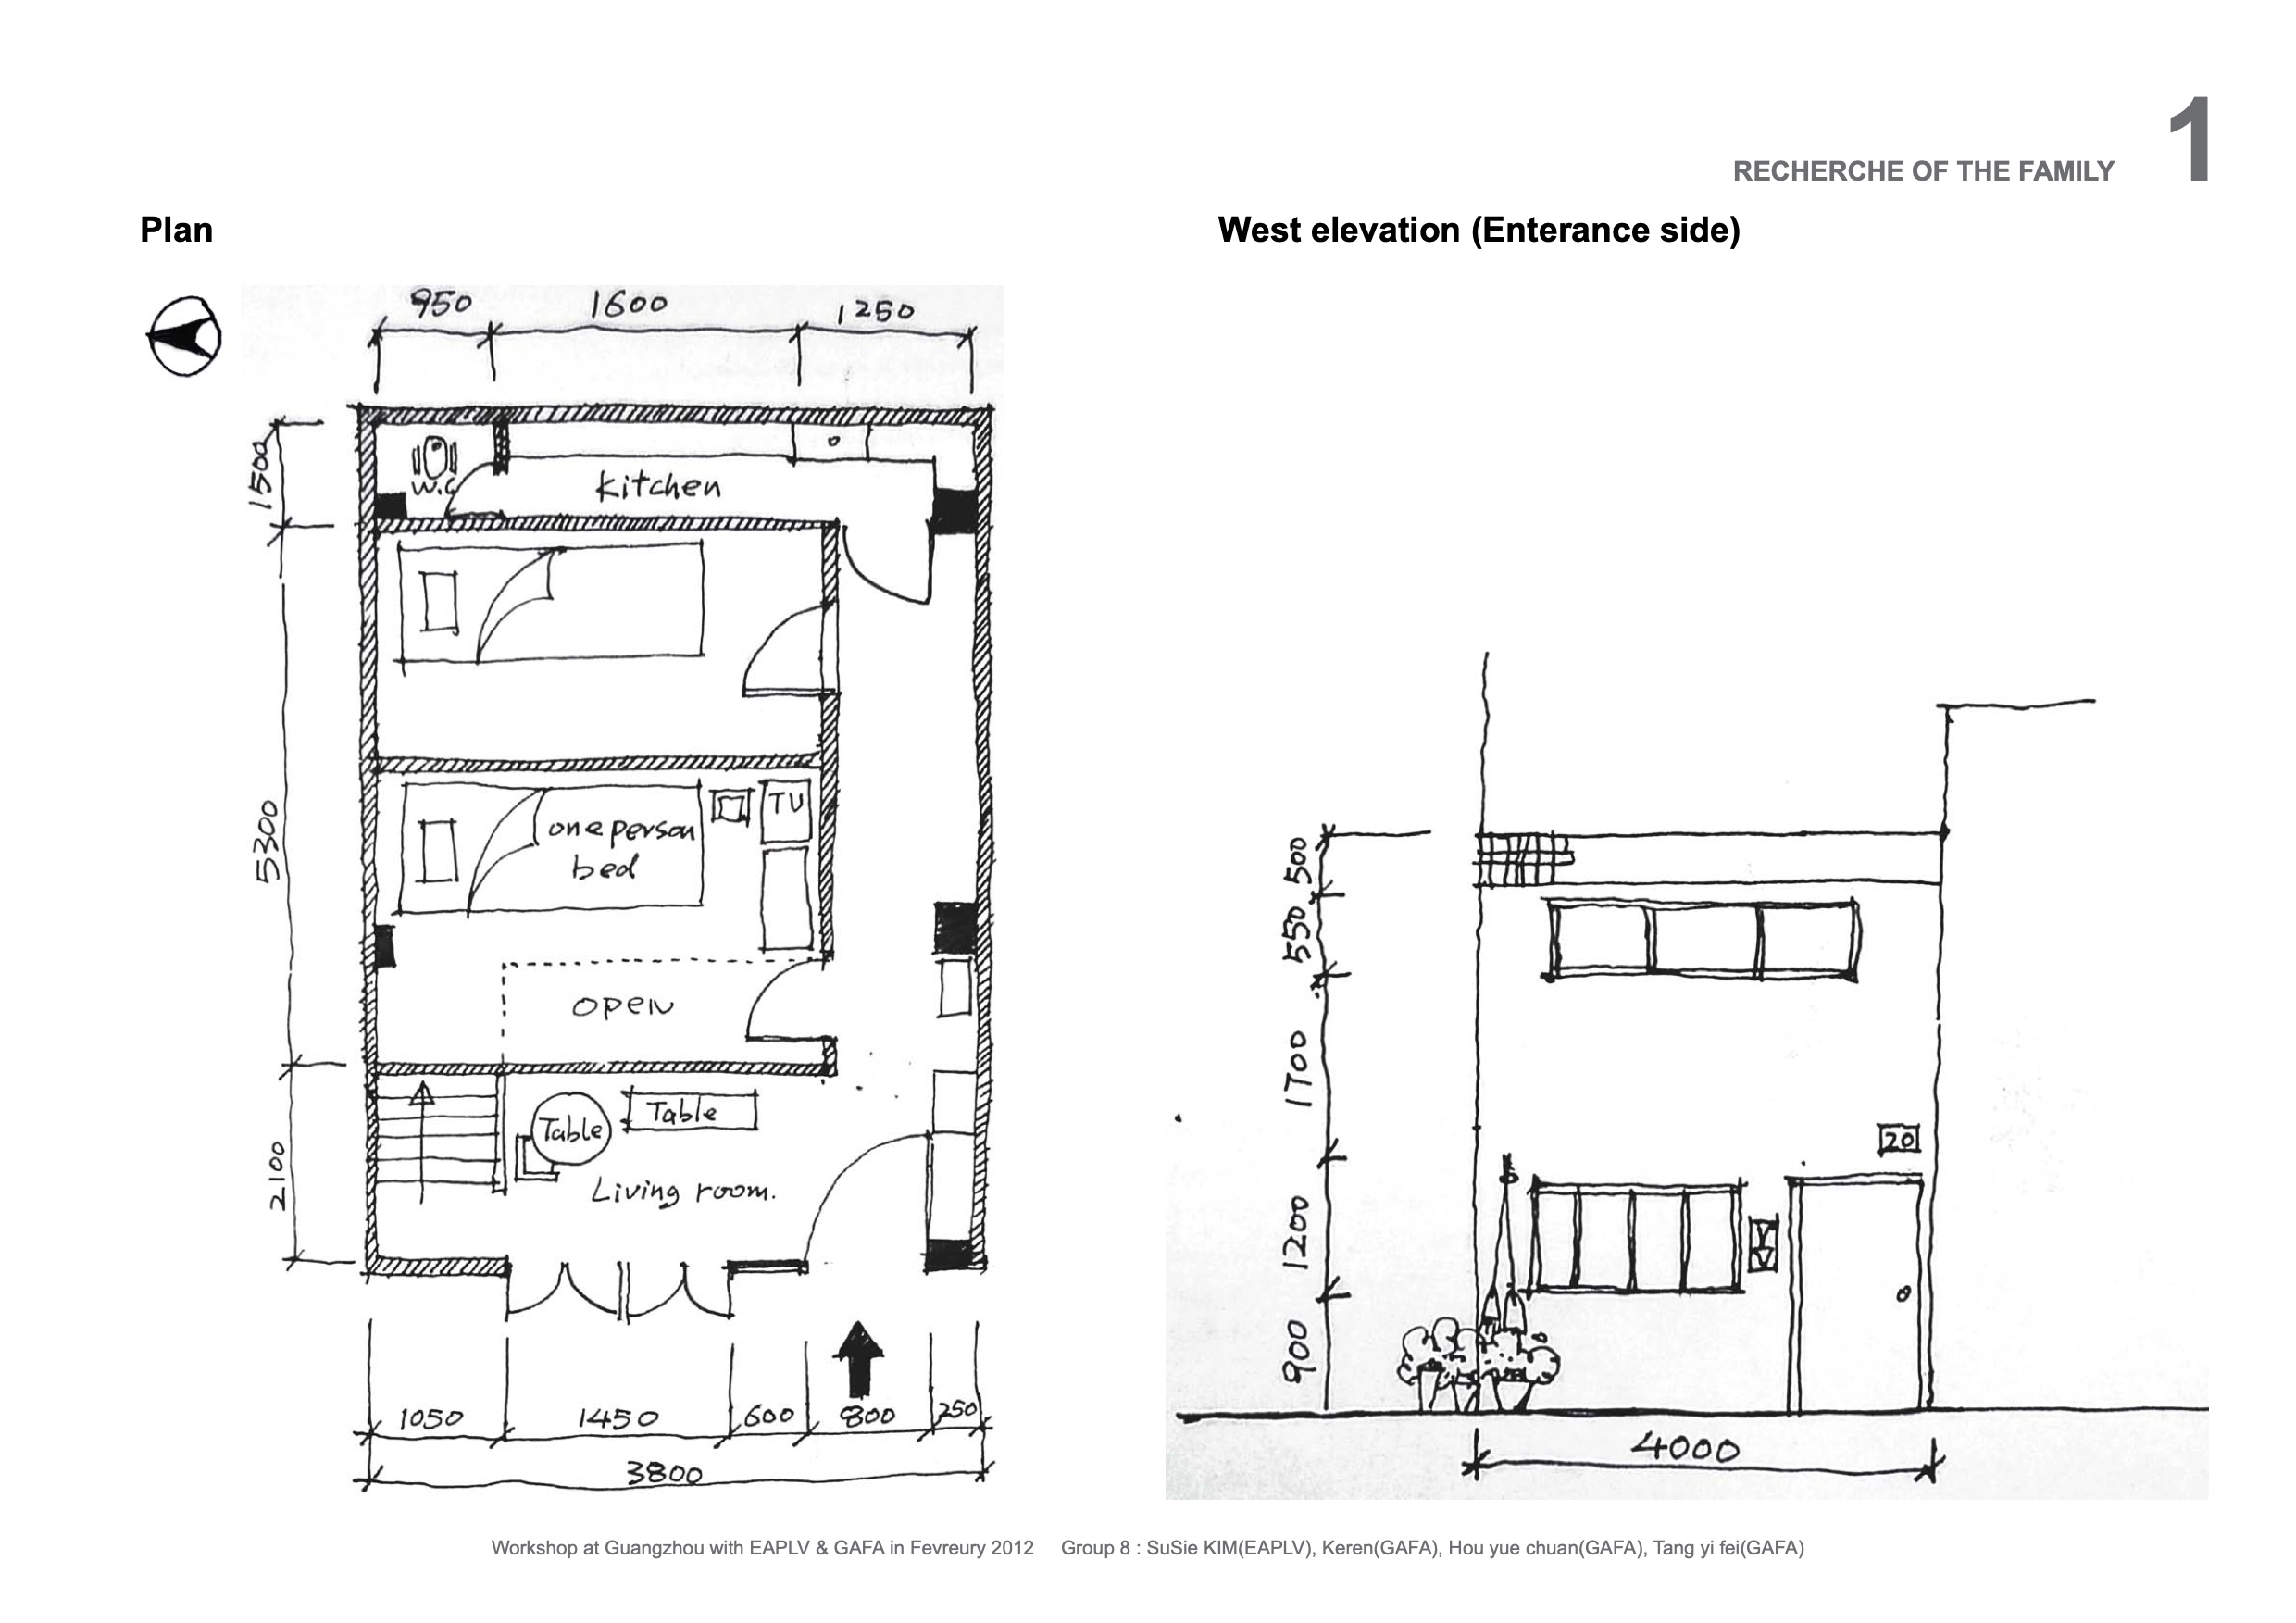 RECHERCHE OF THE FAMILY
1
Plan
West elevation (Enterance side)
950
1600
1250
1500
5300
2100
W.C
kitchen
one person
bed
TV
OPEN
Table
Table
Living room.
1050
1450
600
800
250
3800
500
550
1700
1200
900
20
4000
Workshop at Guangzhou with EAPLV & GAFA in Fevreury 2012 Group 8 : SuSie KIM(EAPLV), Keren(GAFA), Hou yue chuan(GAFA), Tang yi fei(GAFA)